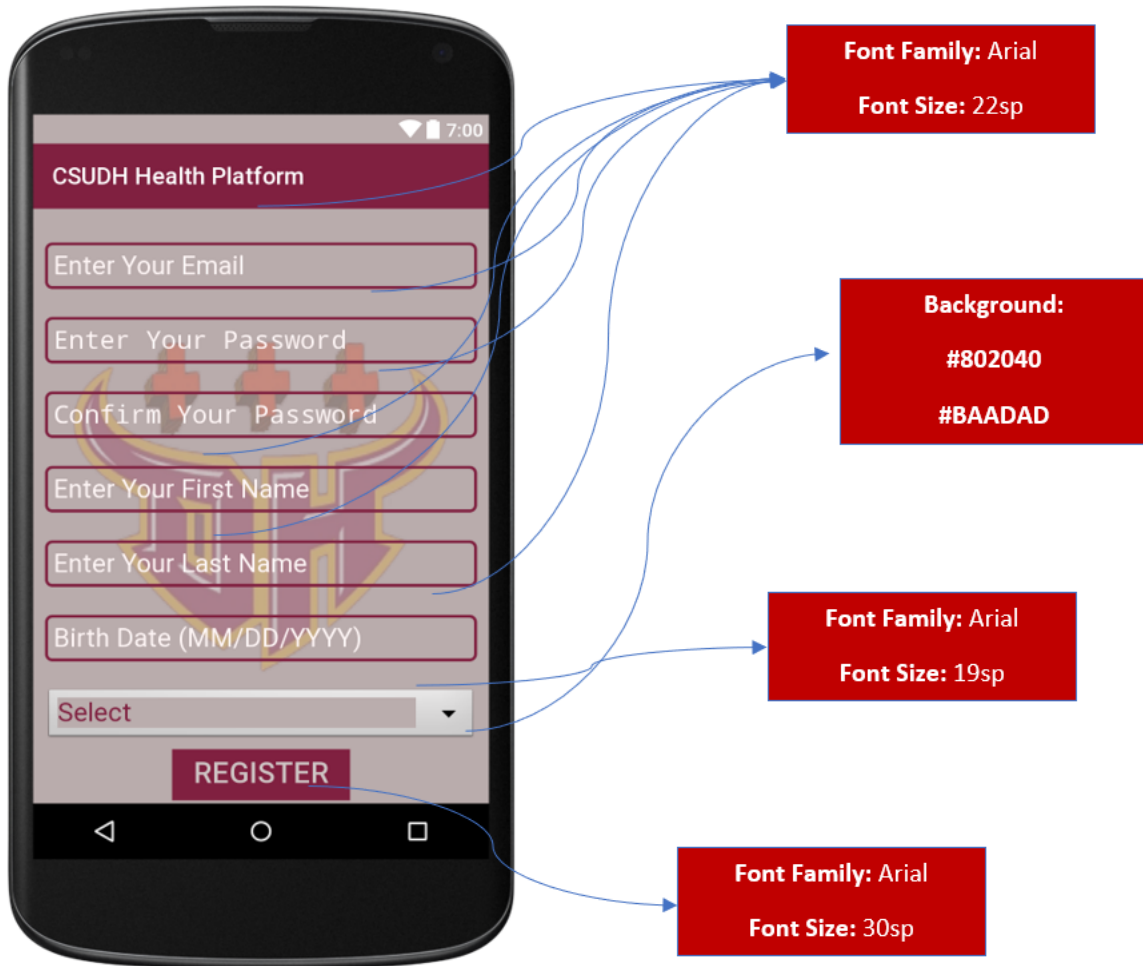 7:00
CSUDH Health Platform
Enter Your Email
Enter Your Password
Confirm Your Password
Enter Your First Name
Enter Your Last Name
Birth Date (MM/DD/YYYY)
Select
REGISTER
Font Family: Arial
Font Size: 22sp
Background:
#802040
#BAADAD
Font Family: Arial
Font Size: 19sp
Font Family: Arial
Font Size: 30sp